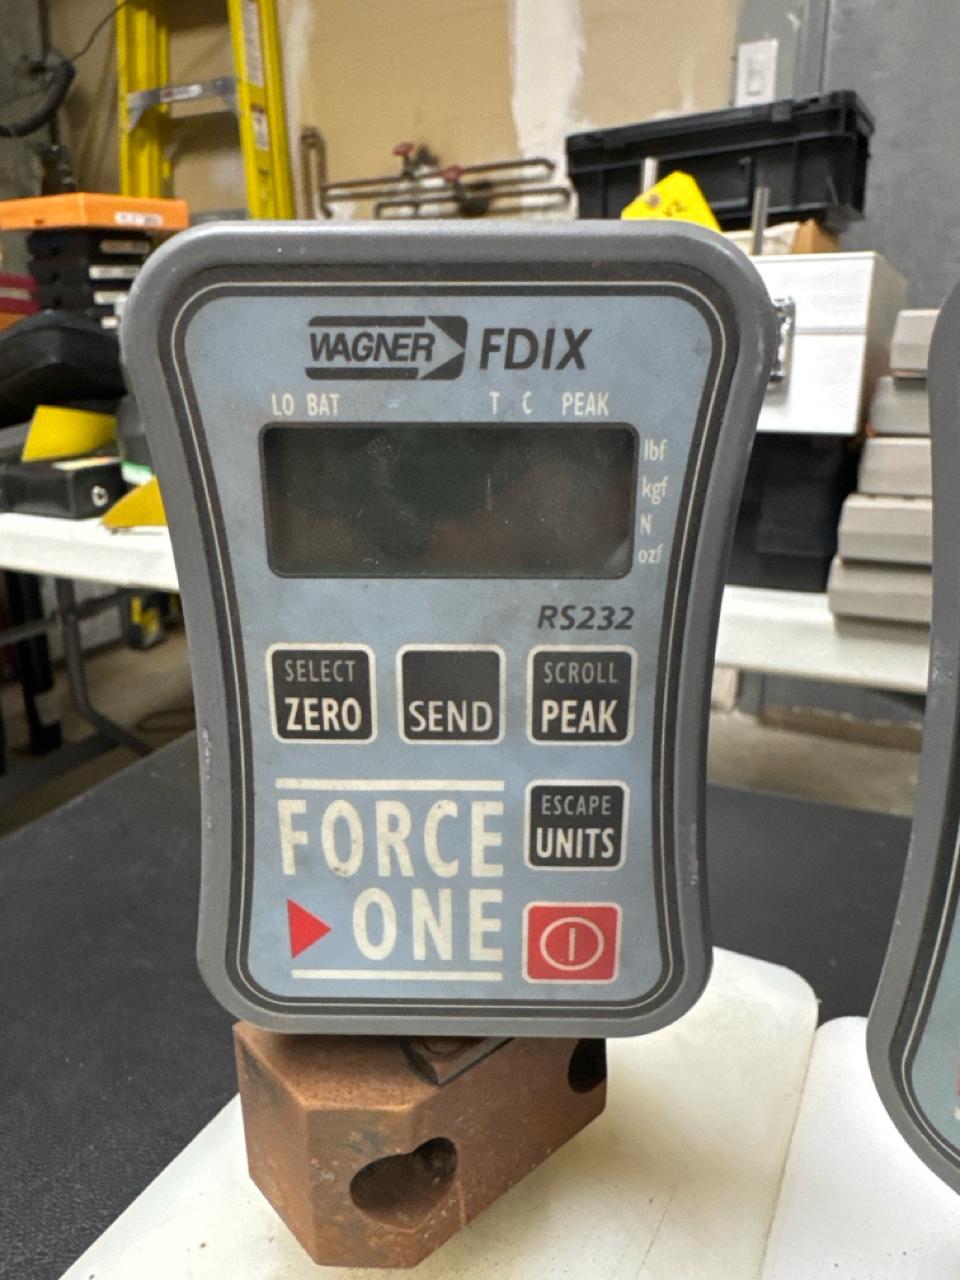 WAGNER FDIX
LO BAT T C PEAK
lbf
kgf
N
ozf
RS232
SELECT
ZERO
SEND
SCROLL
PEAK
FORCE
ONE
ESCAPE
UNITS